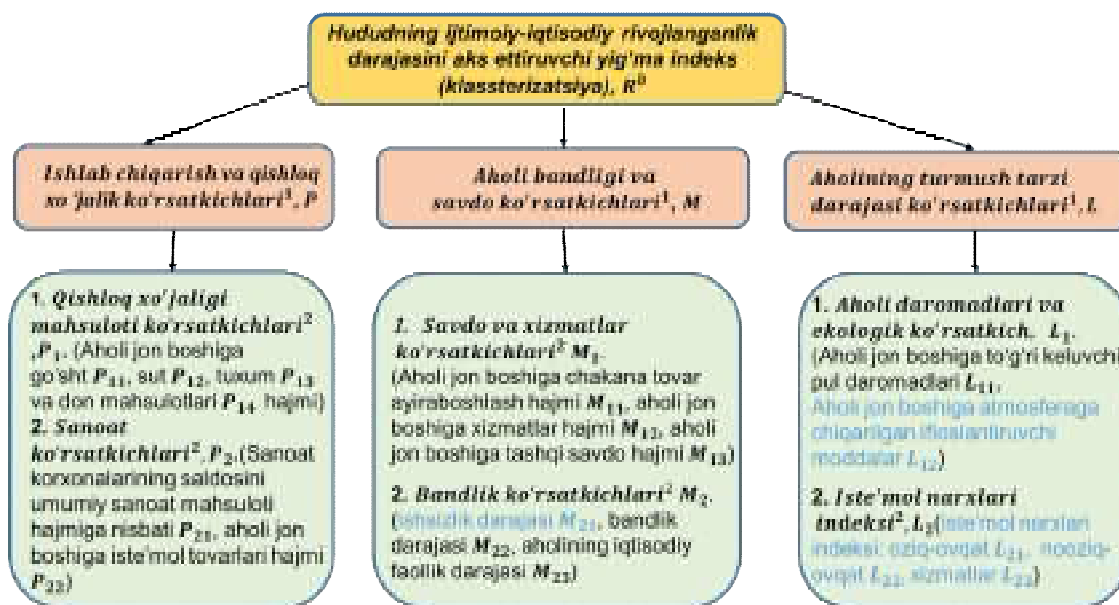 Hududning ijtimoiy-iqtisodiy rivojlanganlik
darajasini aks ettiruvchi yig'ma indeks
(klassterizatsiya), R⁰
Ishlab chiqarish va qishloq
xo'jalik ko'rsatkichlari¹, P
Aholi bandligi va
savdo ko'rsatkichlari¹, M
Aholining turmush tarzi
darajasi ko'rsatkichlari¹, L
1. Qishloq xo'jaligi
mahsuloti ko'rsatkichlari²
,P₁. (Aholi jon boshiga
go'sht P₁₁, sut P₁₂, tuxum P₁₃
va don mahsulotlari P₁₄ hajmi)
2. Sanoat
ko'rsatkichlari², P₂.(Sanoat
korxonalarining saldosini
umumiy sanoat mahsuloti
hajmiga nisbati P₂₁, aholi jon
boshiga iste'mol tovarlari hajmi
P₂₂)
1. Savdo va xizmatlar
ko'rsatkichlari² M₁.
(Aholi jon boshiga chakana tovar
ayiraboshlash hajmi M₁₁, aholi jon
boshiga xizmatlar hajmi M₁₂, aholi
jon boshiga tashqi savdo hajmi M₁₃)
2. Bandlik ko'rsatkichlari² M₂.
(ishsizlik darajasi M₂₁, bandlik
darajasi M₂₂, aholining iqtisodiy
faollik darajasi M₂₃)
1. Aholi daromadlari va
ekologik ko'rsatkich, L₁.
(Aholi jon boshiga to'g'ri keluvchi
pul daromadlari L₁₁,
Aholi jon boshiga atmosferaga
chiqarilgan ifloslantiruvchi
moddalar L₁₂)
2. Iste'mol narxlari
indeksi², L₂(iste'mol narxlari
indeksi: oziq-ovqat L₂₁, nooziq-
ovqat L₂₂, xizmatlar L₂₃)